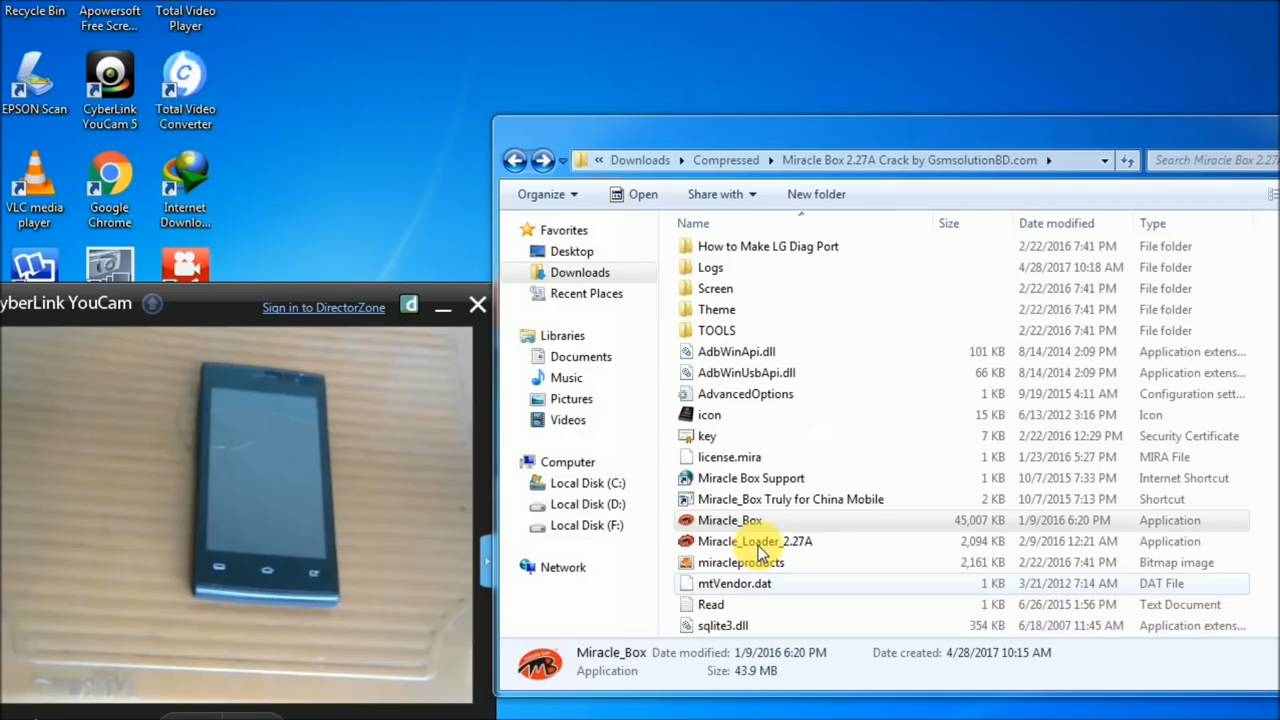 Recycle Bin
Apowersoft
Free Scre...
Total Video
Player
EPSON Scan
CyberLink
YouCam 5
Total Video
Converter
VLC media
player
Google
Chrome
Internet
Downlo...
yberLink YouCam
Sign in to DirectorZone
d
« Downloads Compressed Miracle Box 2.27A Crack by GsmsolutionBD.com
Search Miracle Box 2.27
Organize Open Share with New folder
Favorites
Desktop
Downloads
Recent Places
Libraries
Documents
Music
Pictures
Videos
Computer
Local Disk (C:)
Local Disk (D:)
Local Disk (F:)
Network
Name Size Date modified Type
How to Make LG Diag Port 2/22/2016 7:41 PM File folder
Logs 4/28/2017 10:18 AM File folder
Screen 2/22/2016 7:41 PM File folder
Theme 2/22/2016 7:41 PM File folder
TOOLS 2/22/2016 7:41 PM File folder
AdbWinApi.dll 101 KB 8/14/2014 2:09 PM Application extens...
AdbWinUsbApi.dll 66 KB 8/14/2014 2:09 PM Application extens...
AdvancedOptions 1 KB 9/19/2015 4:11 AM Configuration sett...
icon 15 KB 6/13/2012 3:16 PM Icon
key 7 KB 2/22/2016 12:29 PM Security Certificate
license.mira 1 KB 1/23/2016 5:27 PM MIRA File
Miracle Box Support 1 KB 10/7/2015 7:33 PM Internet Shortcut
Miracle_Box Truly for China Mobile 2 KB 10/7/2015 7:13 PM Shortcut
Miracle_Box 45,007 KB 1/9/2016 6:20 PM Application
Miracle_Loader_2.27A 2,094 KB 2/9/2016 12:21 AM Application
miracleproducts 2,161 KB 2/22/2016 7:41 PM Bitmap image
mtVendor.dat 1 KB 3/21/2012 7:14 AM DAT File
Read 1 KB 6/26/2015 1:56 PM Text Document
sqlite3.dll 354 KB 6/18/2007 11:45 AM Application extens...
Miracle_Box Date modified: 1/9/2016 6:20 PM Date created: 4/28/2017 10:15 AM
Application Size: 43.9 MB